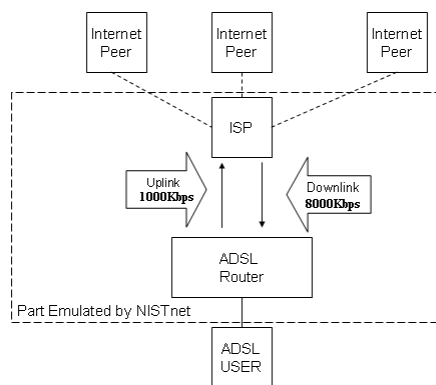 Internet
Peer
Internet
Peer
Internet
Peer
ISP
Uplink
1000Kbps
Downlink
8000Kbps
ADSL
Router
Part Emulated by NISTnet
ADSL
USER